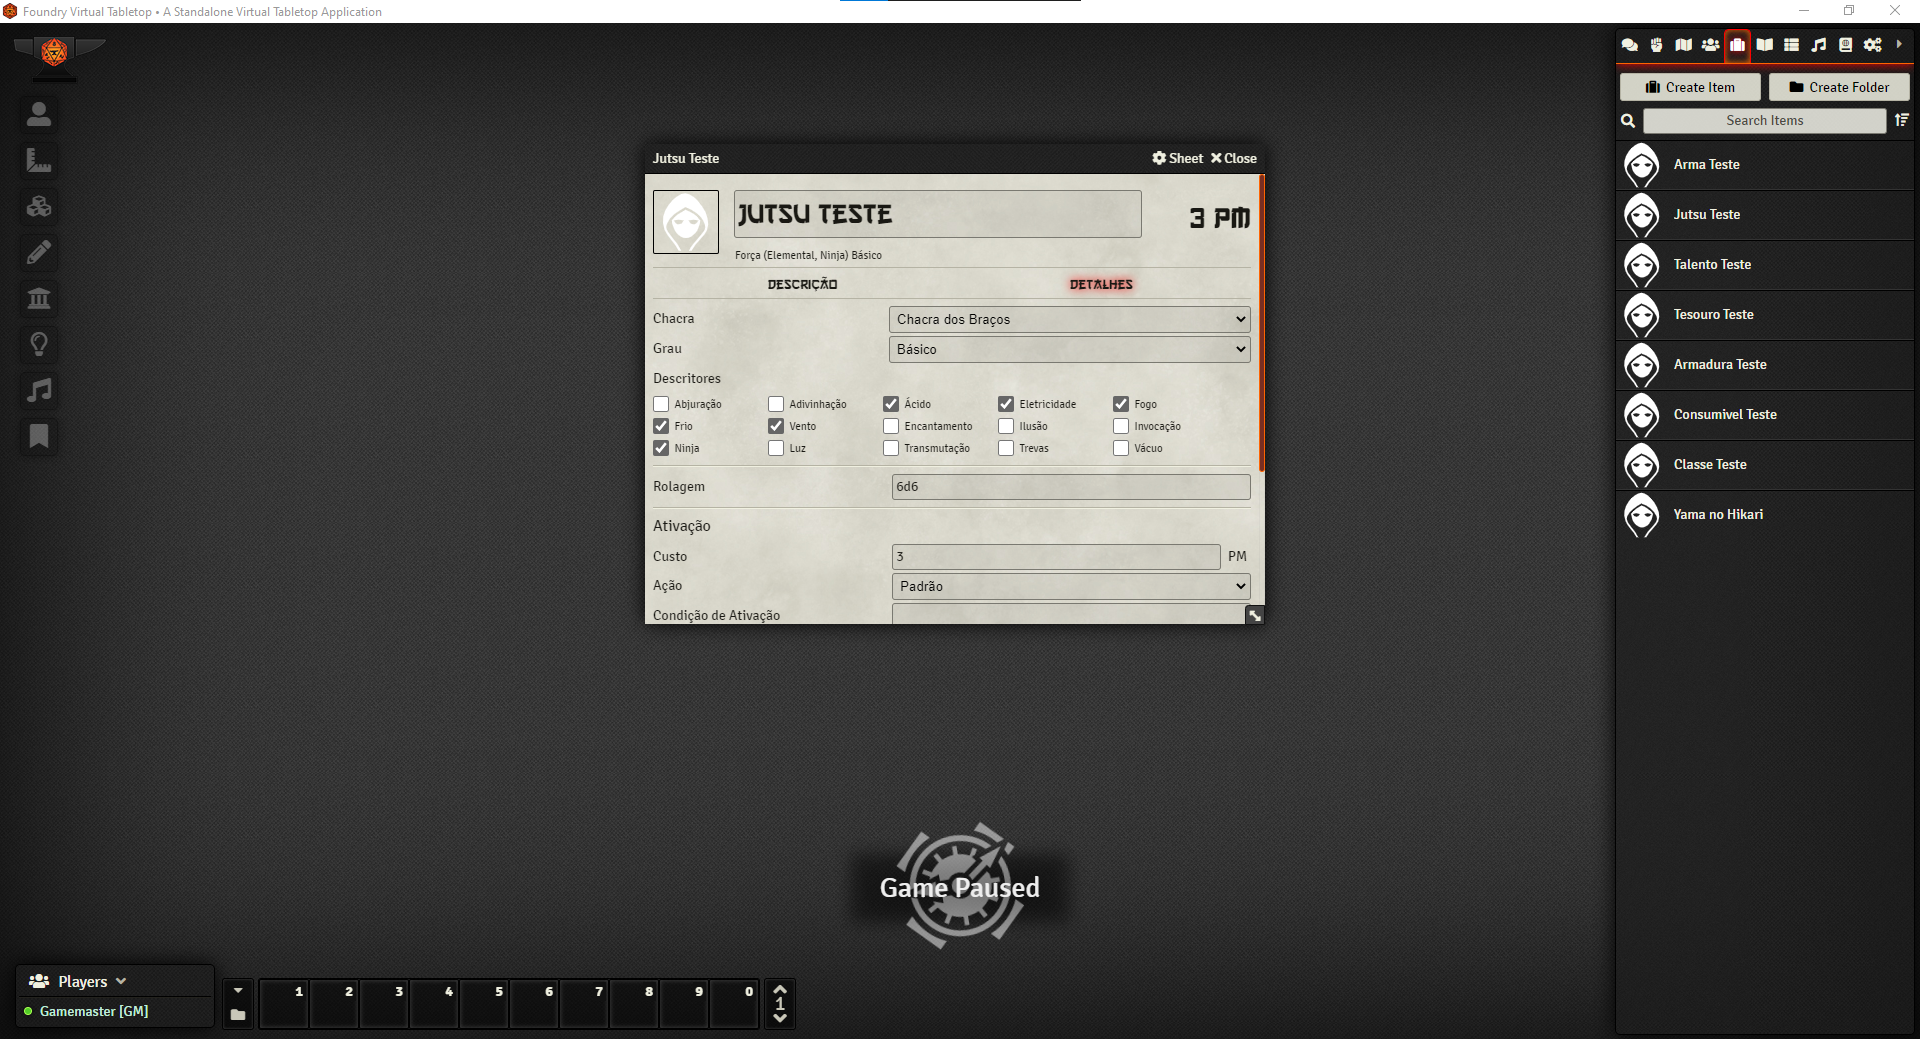 Foundry Virtual Tabletop • A Standalone Virtual Tabletop Application
Create Item
Create Folder
Search Items
Arma Teste
Jutsu Teste
Talento Teste
Tesouro Teste
Armadura Teste
Consumivel Teste
Classe Teste
Yama no Hikari
Jutsu Teste
Sheet
Close
JUTSU TESTE
3 PM
Força (Elemental, Ninja) Básico
DESCRIÇÃO
DETALHES
Chacra
Chacra dos Braços
Grau
Básico
Descritores
Abjuração Adivinhação Ácido Eletricidade Fogo
Frio Vento Encantamento Ilusão Invocação
Ninja Luz Transmutação Trevas Vácuo
Rolagem
6d6
Ativação
Custo
3
PM
Ação
Padrão
Condição de Ativação
Game Paused
Players
Gamemaster [GM]
1 2 3 4 5 6 7 8 9 0
1